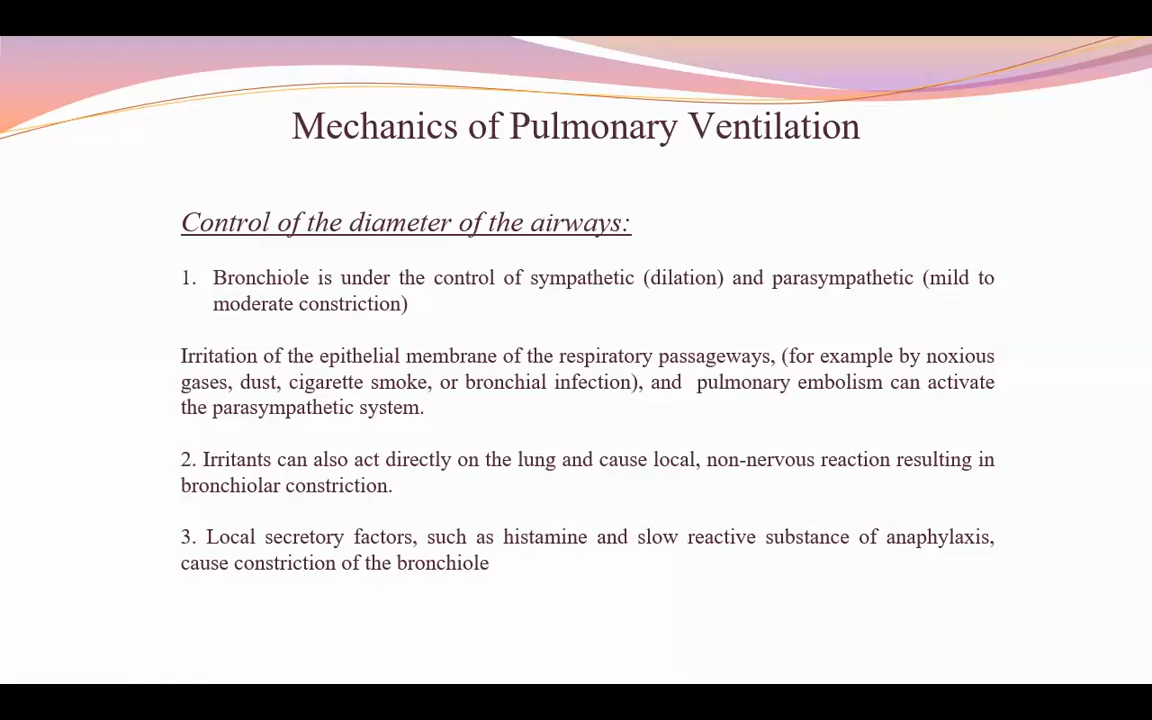 Mechanics of Pulmonary Ventilation
Control of the diameter of the airways:
1. Bronchiole is under the control of sympathetic (dilation) and parasympathetic (mild to
moderate constriction)
Irritation of the epithelial membrane of the respiratory passageways, (for example by noxious
gases, dust, cigarette smoke, or bronchial infection), and pulmonary embolism can activate
the parasympathetic system.
2. Irritants can also act directly on the lung and cause local, non-nervous reaction resulting in
bronchiolar constriction.
3. Local secretory factors, such as histamine and slow reactive substance of anaphylaxis,
cause constriction of the bronchiole